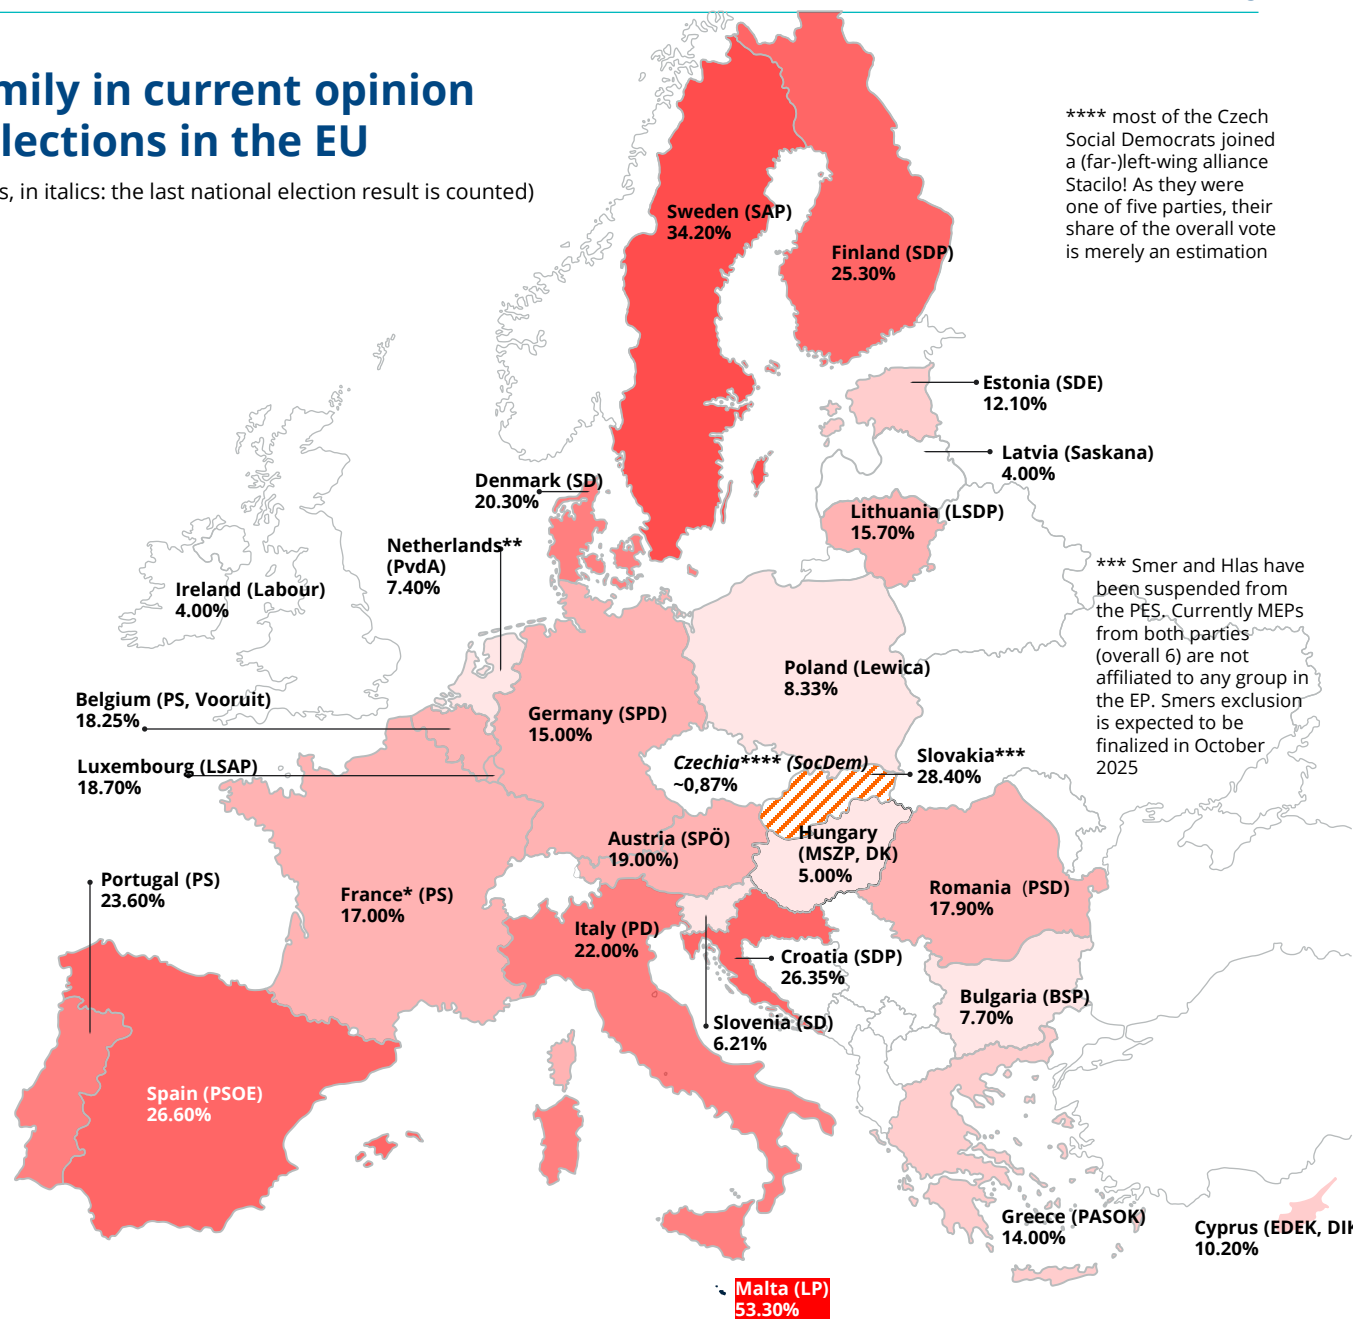 mily in current opinion
lections in the EU
s, in italics: the last national election result is counted)
**** most of the Czech
Social Democrats joined
a (far-)left-wing alliance
Stacilo! As they were
one of five parties, their
share of the overall vote
is merely an estimation
Sweden (SAP)
34.20%
Finland (SDP)
25.30%
Estonia (SDE)
12.10%
Latvia (Saskana)
4.00%
Denmark (SD)
20.30%
Lithuania (LSDP)
15.70%
Netherlands**
(PvdA)
7.40%
Ireland (Labour)
4.00%
*** Smer and Hlas have
been suspended from
the PES. Currently MEPs
from both parties
(overall 6) are not
affiliated to any group in
the EP. Smers exclusion
is expected to be
finalized in October
2025
Poland (Lewica)
8.33%
Belgium (PS, Vooruit)
18.25%
Germany (SPD)
15.00%
Luxembourg (LSAP)
18.70%
Czechia**** (SocDem)
~0,87%
Slovakia***
28.40%
Austria (SPÖ)
19.00%)
Hungary
(MSZP, DK)
5.00%
Portugal (PS)
23.60%
France* (PS)
17.00%
Romania (PSD)
17.90%
Italy (PD)
22.00%
Croatia (SDP)
26.35%
Bulgaria (BSP)
7.70%
Slovenia (SD)
6.21%
Spain (PSOE)
26.60%
Greece (PASOK)
14.00%
Cyprus (EDEK, DIK
10.20%
Malta (LP)
53.30%